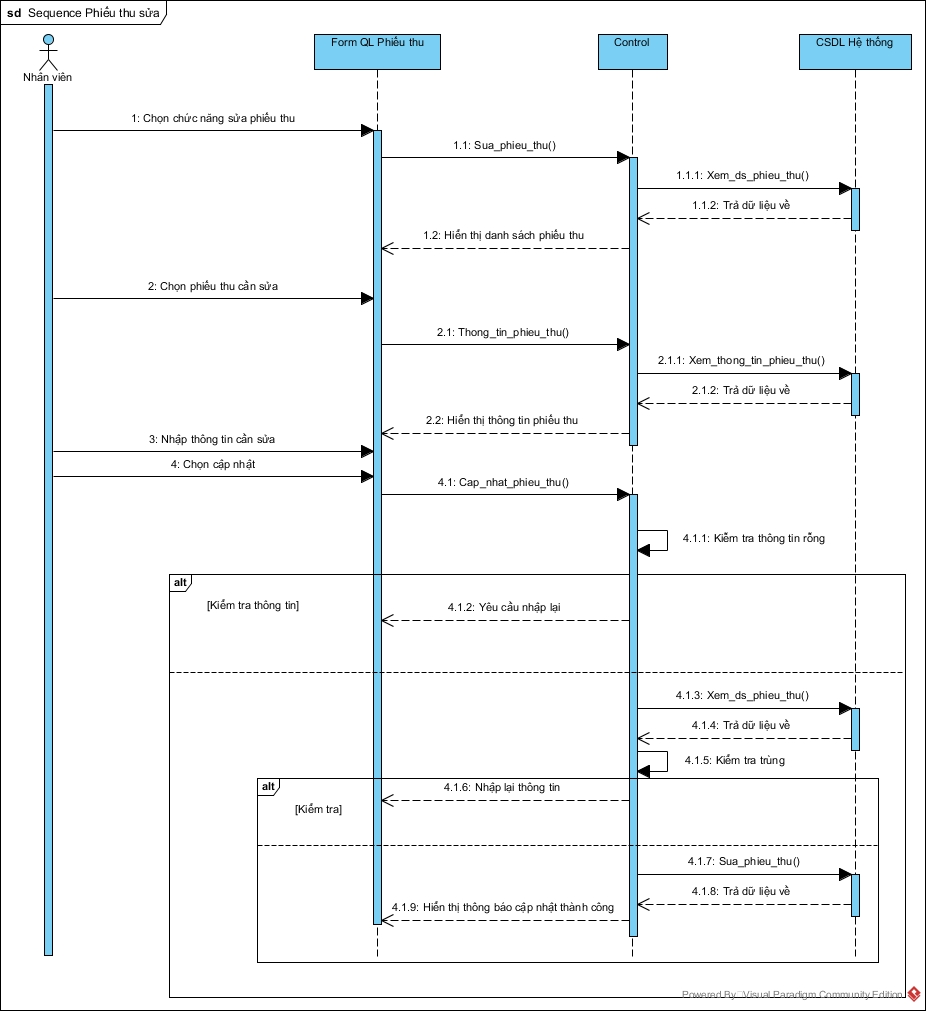 sd Sequence Phiếu thu sửa
Nhân viên
Form QL Phiếu thu
Control
CSDL Hệ thống
1: Chọn chức năng sửa phiếu thu
1.1: Sua_phieu_thu()
1.1.1: Xem_ds_phieu_thu()
1.1.2: Trả dữ liệu về
1.2: Hiển thị danh sách phiếu thu
2: Chọn phiếu thu cần sửa
2.1: Thong_tin_phieu_thu()
2.1.1: Xem_thong_tin_phieu_thu()
2.1.2: Trả dữ liệu về
2.2: Hiển thị thông tin phiếu thu
3: Nhập thông tin cần sửa
4: Chọn cập nhật
4.1: Cap_nhat_phieu_thu()
4.1.1: Kiểm tra thông tin rỗng
alt
[Kiểm tra thông tin]
4.1.2: Yêu cầu nhập lại
4.1.3: Xem_ds_phieu_thu()
4.1.4: Trả dữ liệu về
4.1.5: Kiểm tra trùng
alt
4.1.6: Nhập lại thông tin
[Kiểm tra]
4.1.7: Sua_phieu_thu()
4.1.8: Trả dữ liệu về
4.1.9: Hiển thị thông báo cập nhật thành công
Powered By Visual Paradigm Community Edition